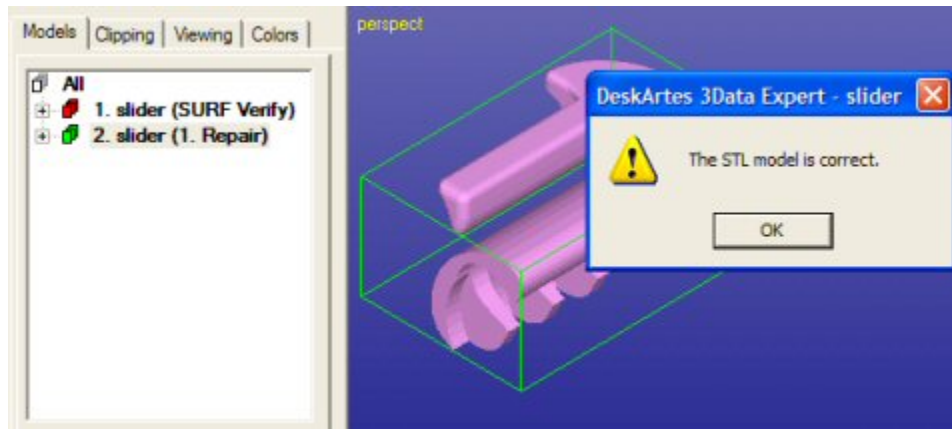 Models Clipping Viewing Colors
All
1. slider (SURF Verify)
2. slider (1. Repair)
perspect
DeskArtes 3Data Expert - slider
The STL model is correct.
OK